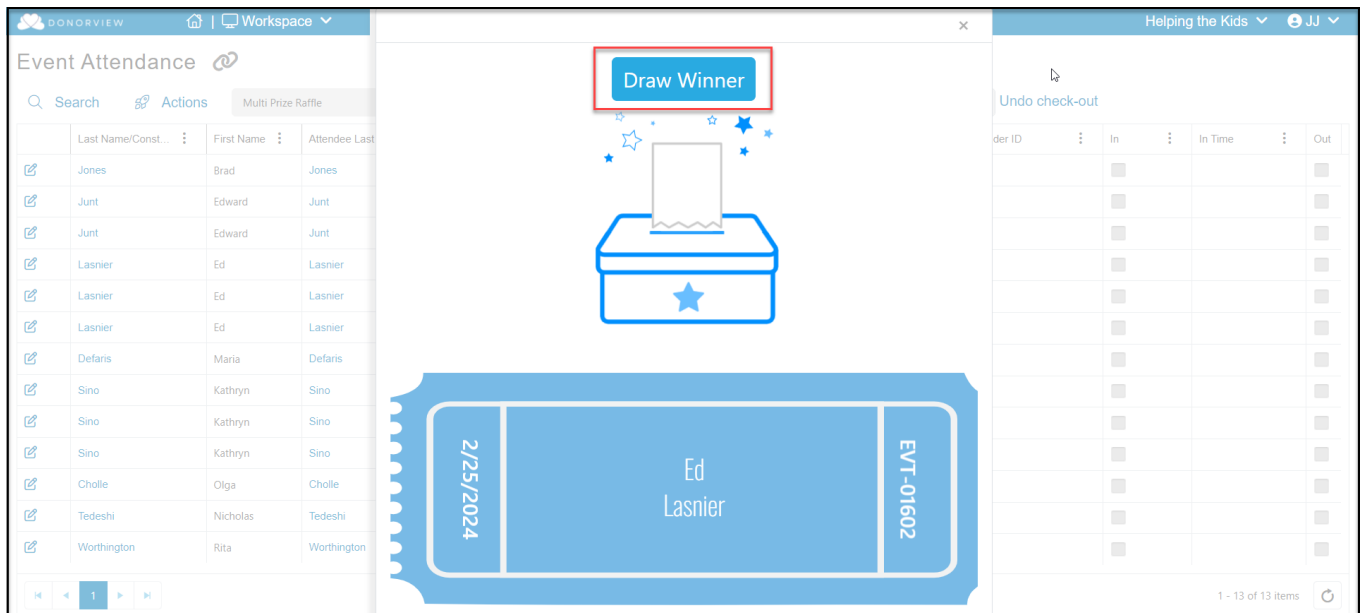 DONORVIEW | Workspace Helping the Kids JJ
×
Event Attendance
Draw Winner
Search Actions Multi Prize Raffle Undo check-out
Last Name/Const... First Name Attendee Last der ID In In Time Out
Jones Brad Jones
Junt Edward Junt
Junt Edward Junt
Lasnier Ed Lasnier
Lasnier Ed Lasnier
Lasnier Ed Lasnier
Defaris Maria Defaris
Sino Kathryn Sino
Sino Kathryn Sino
Sino Kathryn Sino
Cholle Olga Cholle
Tedeshi Nicholas Tedeshi
Worthington Rita Worthington
2/25/2024
Ed
Lasnier
EVT-01602
1
1 - 13 of 13 items